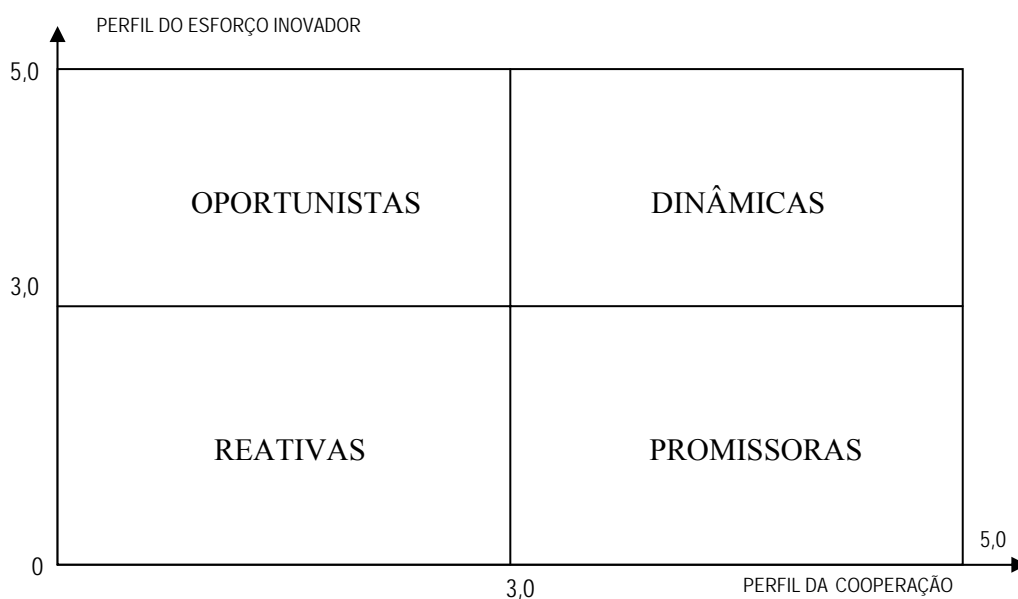 PERFIL DO ESFORÇO INOVADOR
5,0
OPORTUNISTAS
DINÂMICAS
3,0
REATIVAS
PROMISSORAS
5,0
0
3,0
PERFIL DA COOPERAÇÃO